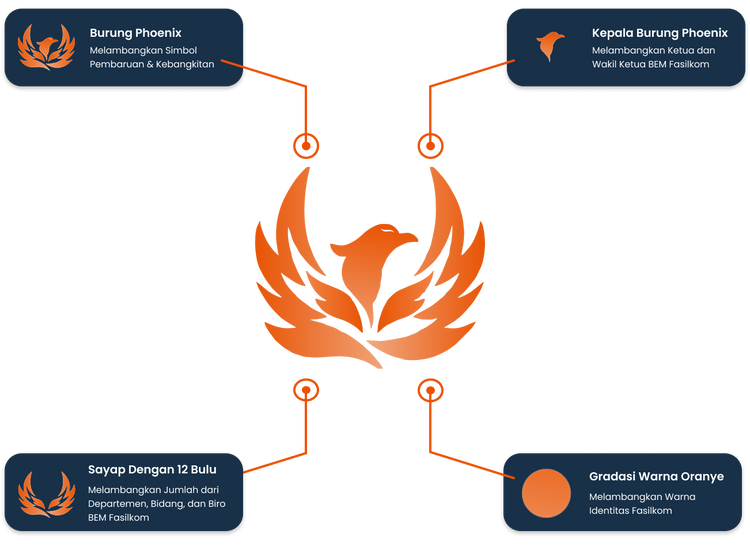 Burung Phoenix
Melambangkan Simbol
Pembaruan & Kebangkitan
Kepala Burung Phoenix
Melambangkan Ketua dan
Wakil Ketua BEM Fasilkom
Sayap Dengan 12 Bulu
Melambangkan Jumlah dari
Departemen, Bidang, dan Biro
BEM Fasilkom
Gradasi Warna Oranye
Melambangkan Warna
Identitas Fasilkom